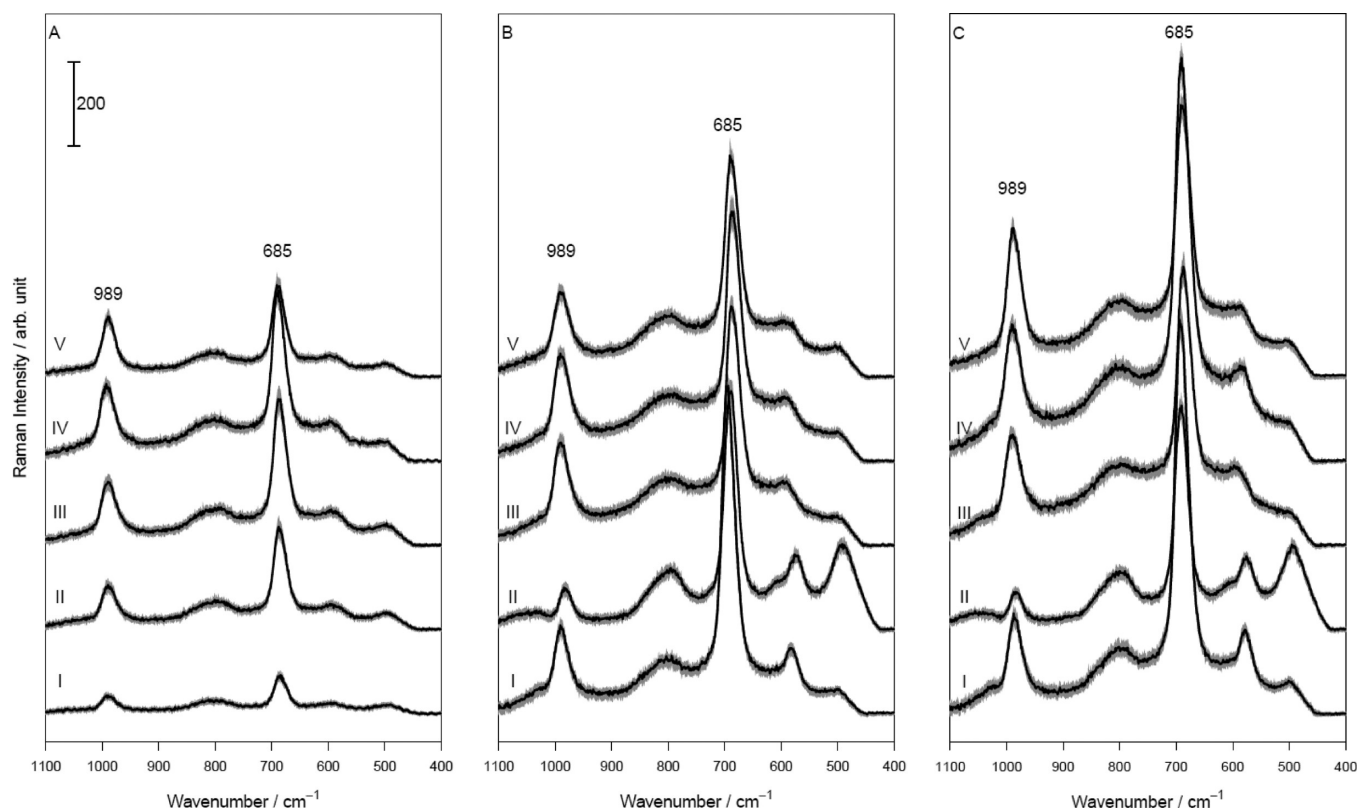 A
200
989
685
V
IV
III
II
I
Raman Intensity / arb. unit
1100 1000 900 800 700 600 500 400
Wavenumber / cm⁻¹
B
685
989
V
IV
III
II
I
1100 1000 900 800 700 600 500 400
Wavenumber / cm⁻¹
C
685
989
V
IV
III
II
I
1100 1000 900 800 700 600 500 400
Wavenumber / cm⁻¹